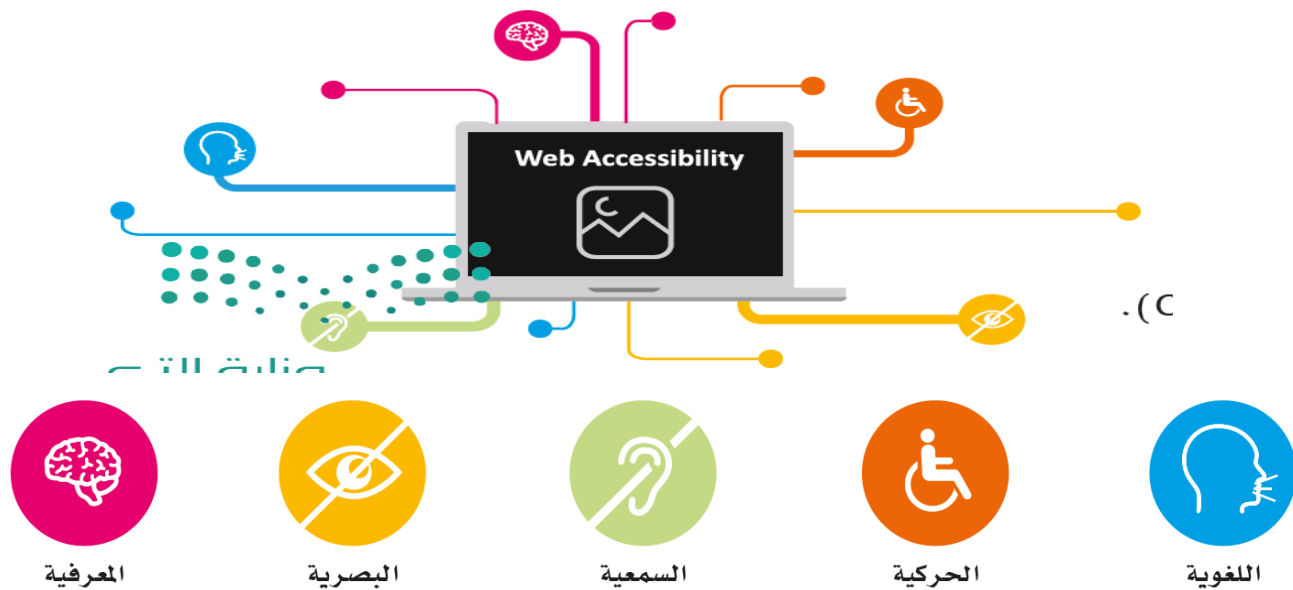 Web Accessibility
.(C
اللغوية
الحركية
السمعية
البصرية
المعرفية